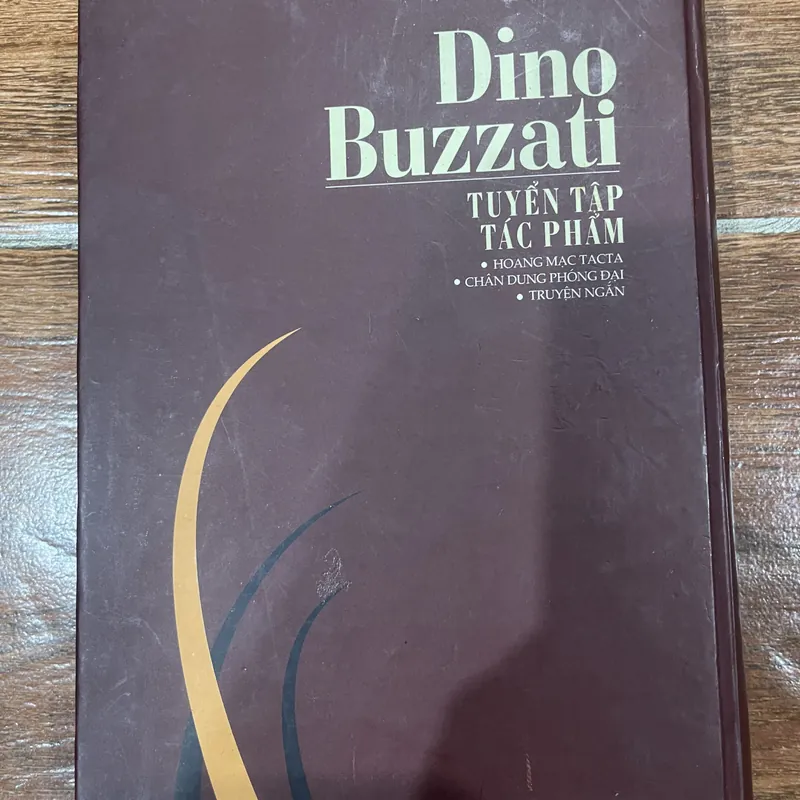 Dino
Buzzati
TUYỂN TẬP
TÁC PHẨM
• HOANG MẠC TACTA
• CHÂN DUNG PHÓNG ĐẠI
• TRUYỆN NGẮN